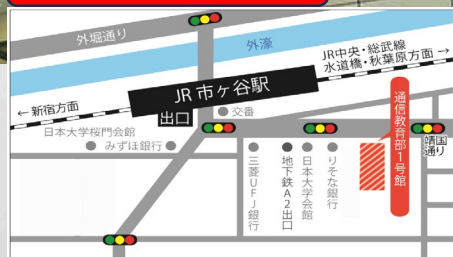 外堀通り
外濠
JR中央・総武線
水道橋・秋葉原方面 →
JR 市ヶ谷駅
← 新宿方面
出口
交番
日本大学桜門会館
みずほ銀行
三菱UFJ銀行
地下鉄A2出口
日本大学会館
りそな銀行
通信教育部1号館
靖国
通り